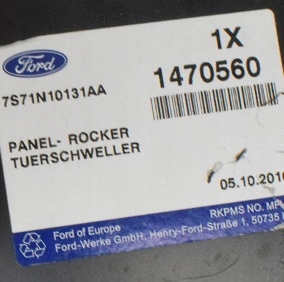 Ford
1X
1470560
7S71N10131AA
PANEL- ROCKER
TUERSCHWELLER
05.10.2010
RKPMS NO. MF
Ford of Europe
Ford-Werke GmbH, Henry-Ford-Straße 1, 50735